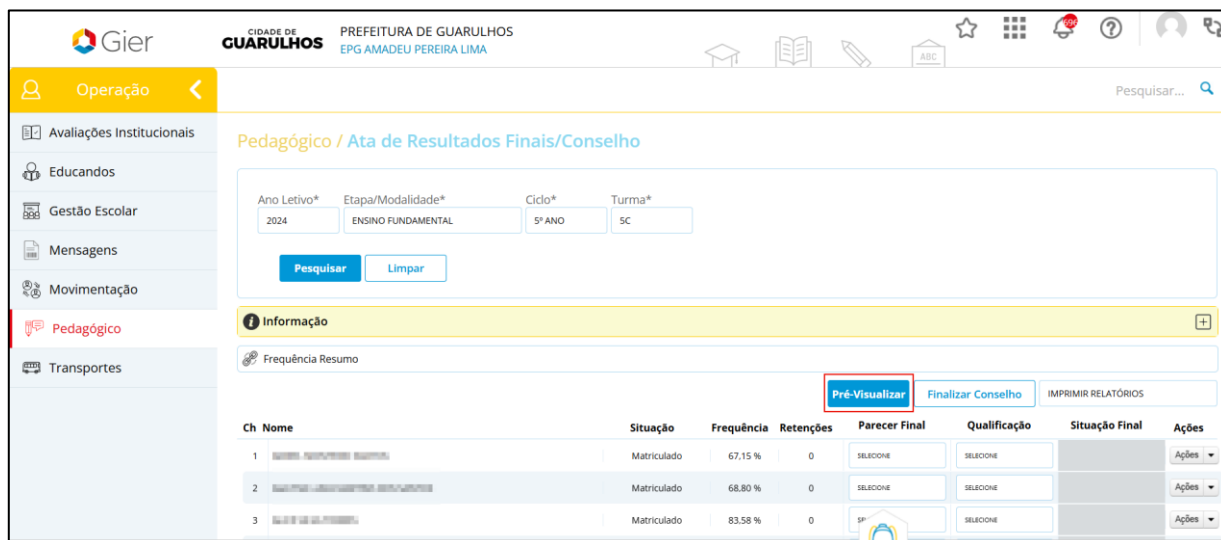 Gier
CIDADE DE
GUARULHOS
PREFEITURA DE GUARULHOS
EPG AMADEU PEREIRA LIMA
ABC
696
Operação
Pesquisar...
Avaliações Institucionais
Educandos
Gestão Escolar
Mensagens
Movimentação
Pedagógico
Transportes
Pedagógico / Ata de Resultados Finais/Conselho
Ano Letivo* Etapa/Modalidade* Ciclo* Turma*
2024 ENSINO FUNDAMENTAL 5º ANO 5C
Pesquisar Limpar
Informação
Frequência Resumo
Pré-Visualizar Finalizar Conselho IMPRIMIR RELATÓRIOS
Ch Nome Situação Frequência Retenções Parecer Final Qualificação Situação Final Ações
1 Matriculado 67,15 % 0 SELECIONE SELECIONE Ações
2 Matriculado 68,80 % 0 SELECIONE SELECIONE Ações
3 Matriculado 83,58 % 0 SELECIONE Ações